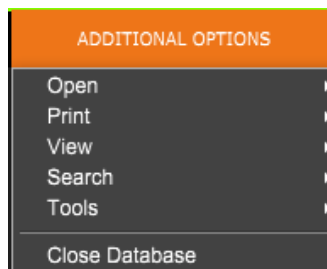 ADDITIONAL OPTIONS
Open
Print
View
Search
Tools
Close Database